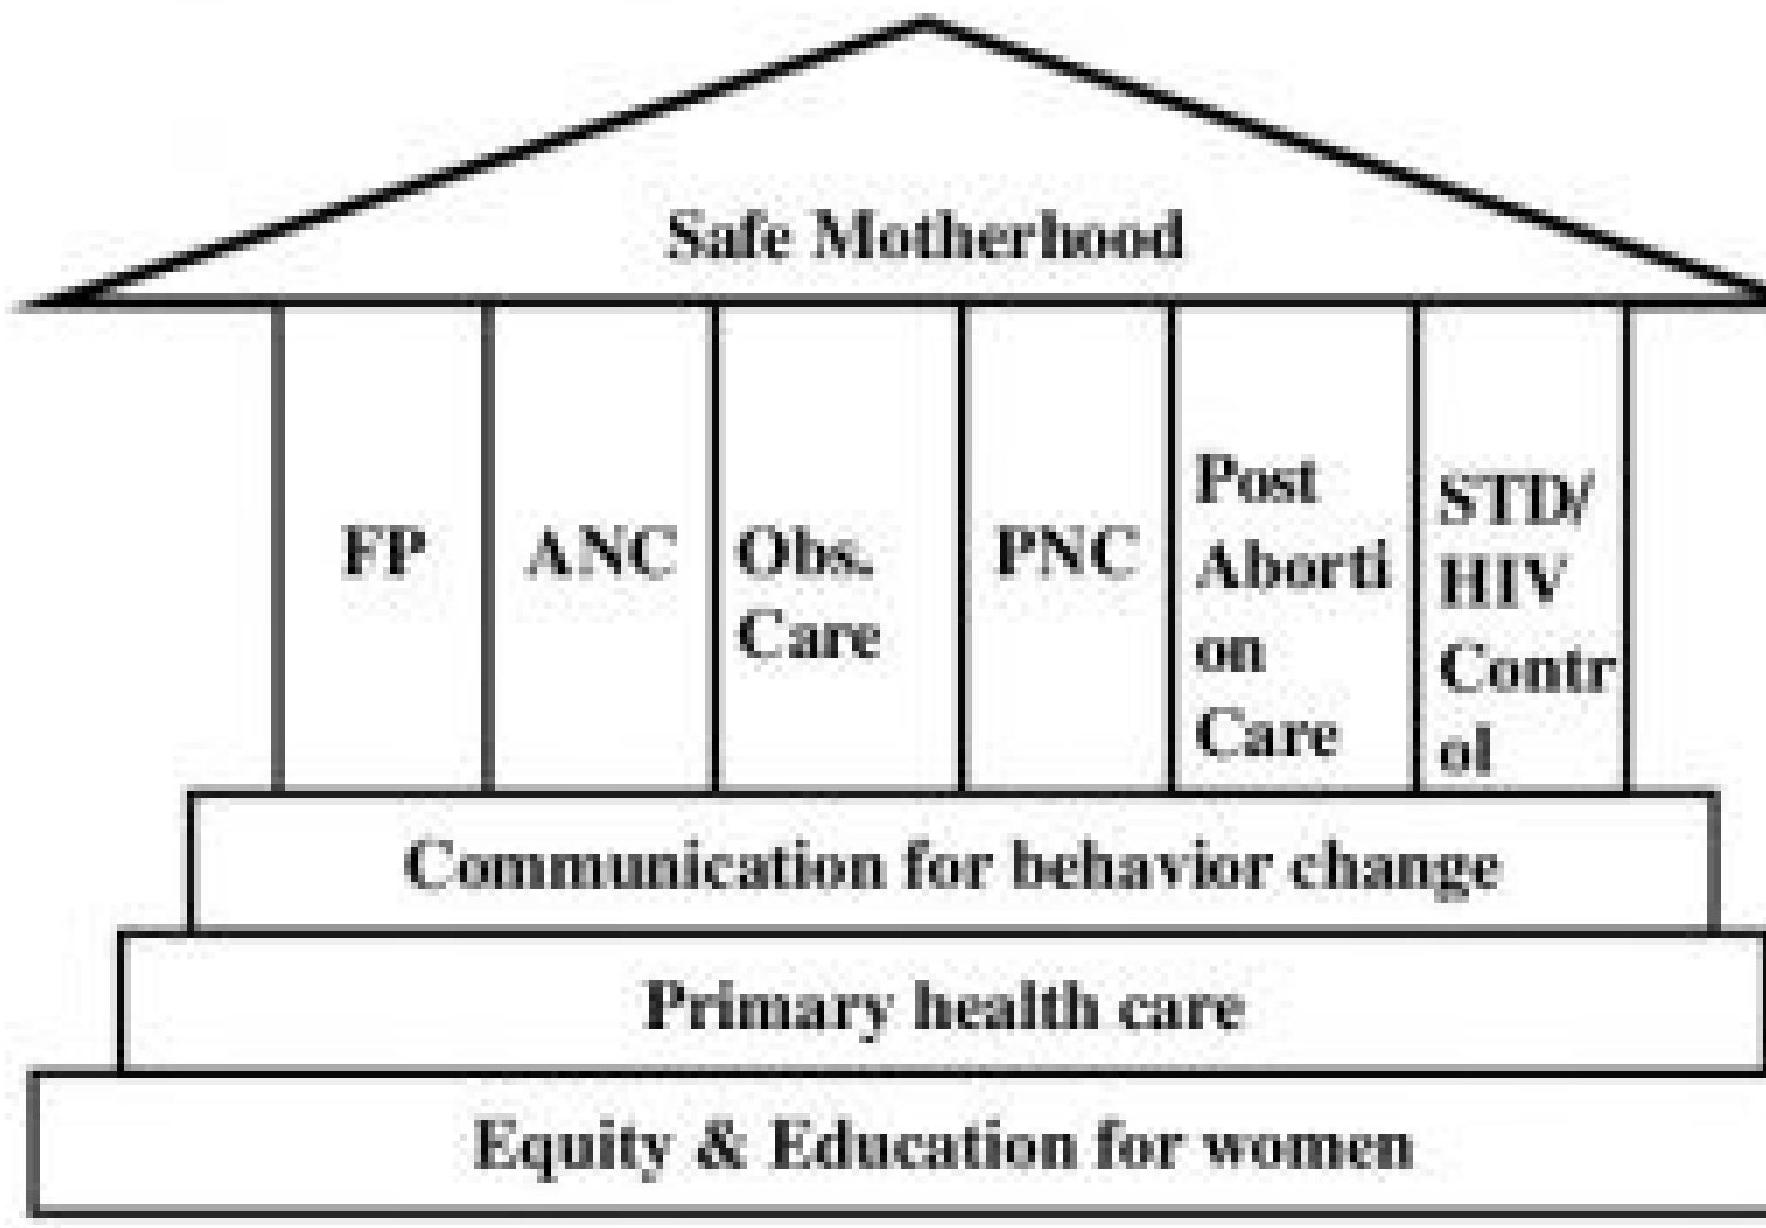 Safe Motherhood
FP
ANC
Obs.
Care
PNC
Post
Aborti
on
Care
STD/
HIV
Contr
ol
Communication for behavior change
Primary health care
Equity & Education for women